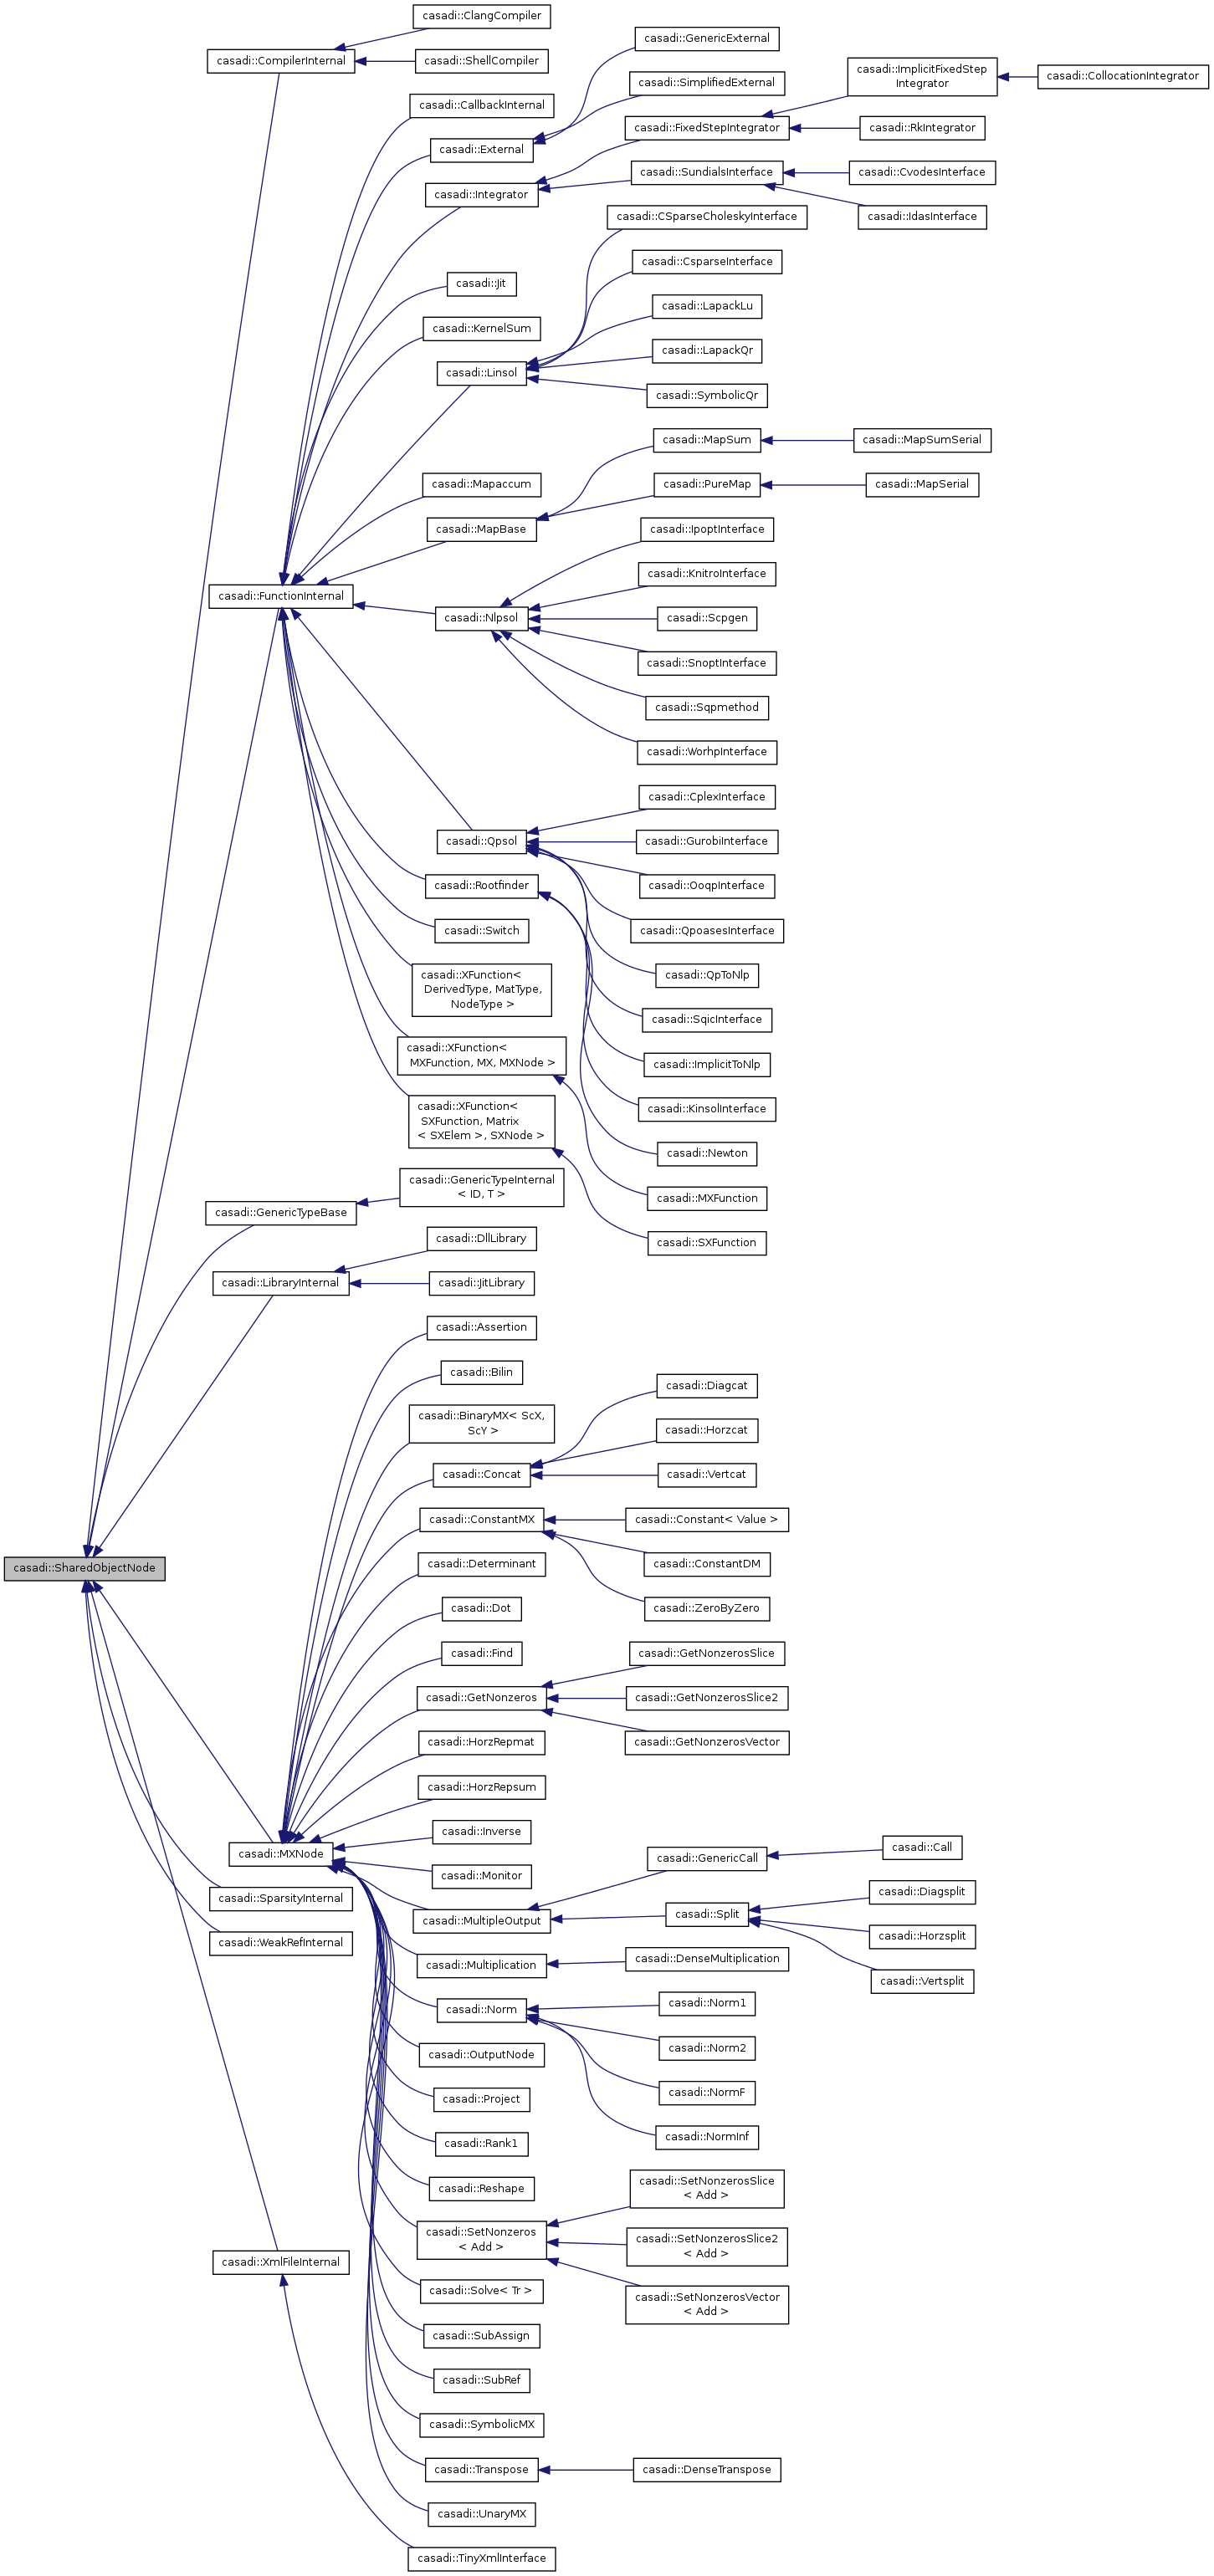 casadi::ClangCompiler
casadi::CompilerInternal
casadi::ShellCompiler
casadi::GenericExternal
casadi::SimplifiedExternal
casadi::ImplicitFixedStep
Integrator
casadi::CollocationIntegrator
casadi::CallbackInternal
casadi::External
casadi::FixedStepIntegrator
casadi::RkIntegrator
casadi::Integrator
casadi::SundialsInterface
casadi::CvodesInterface
casadi::IdasInterface
casadi::CSparseCholeskyInterface
casadi::CsparseInterface
casadi::Jit
casadi::LapackLu
casadi::KernelSum
casadi::LapackQr
casadi::Linsol
casadi::SymbolicQr
casadi::MapSum
casadi::MapSumSerial
casadi::Mapaccum
casadi::PureMap
casadi::MapSerial
casadi::MapBase
casadi::IpoptInterface
casadi::KnitroInterface
casadi::FunctionInternal
casadi::Nlpsol
casadi::Scpgen
casadi::SnoptInterface
casadi::Sqpmethod
casadi::WorhpInterface
casadi::CplexInterface
casadi::Qpsol
casadi::GurobiInterface
casadi::Rootfinder
casadi::OoqpInterface
casadi::Switch
casadi::QpoasesInterface
casadi::XFunction<
DerivedType, MatType,
NodeType >
casadi::QpToNlp
casadi::SqicInterface
casadi::XFunction<
MXFunction, MX, MXNode >
casadi::ImplicitToNlp
casadi::XFunction<
SXFunction, Matrix
< SXElem >, SXNode >
casadi::KinsolInterface
casadi::Newton
casadi::GenericTypeInternal
< ID, T >
casadi::MXFunction
casadi::GenericTypeBase
casadi::DllLibrary
casadi::SXFunction
casadi::LibraryInternal
casadi::JitLibrary
casadi::Assertion
casadi::Bilin
casadi::Diagcat
casadi::BinaryMX< ScX,
ScY >
casadi::Horzcat
casadi::Concat
casadi::Vertcat
casadi::ConstantMX
casadi::Constant< Value >
casadi::SharedObjectNode
casadi::Determinant
casadi::ConstantDM
casadi::Dot
casadi::ZeroByZero
casadi::Find
casadi::GetNonzerosSlice
casadi::GetNonzeros
casadi::GetNonzerosSlice2
casadi::HorzRepmat
casadi::GetNonzerosVector
casadi::HorzRepsum
casadi::Inverse
casadi::MXNode
casadi::GenericCall
casadi::Call
casadi::Monitor
casadi::SparsityInternal
casadi::Diagsplit
casadi::MultipleOutput
casadi::Split
casadi::Horzsplit
casadi::WeakRefInternal
casadi::Multiplication
casadi::DenseMultiplication
casadi::Vertsplit
casadi::Norm
casadi::Norm1
casadi::OutputNode
casadi::Norm2
casadi::Project
casadi::NormF
casadi::Rank1
casadi::NormInf
casadi::Reshape
casadi::SetNonzerosSlice
< Add >
casadi::SetNonzeros
< Add >
casadi::SetNonzerosSlice2
< Add >
casadi::XmlFileInternal
casadi::Solve< Tr >
casadi::SetNonzerosVector
< Add >
casadi::SubAssign
casadi::SubRef
casadi::SymbolicMX
casadi::Transpose
casadi::DenseTranspose
casadi::UnaryMX
casadi::TinyXmlInterface